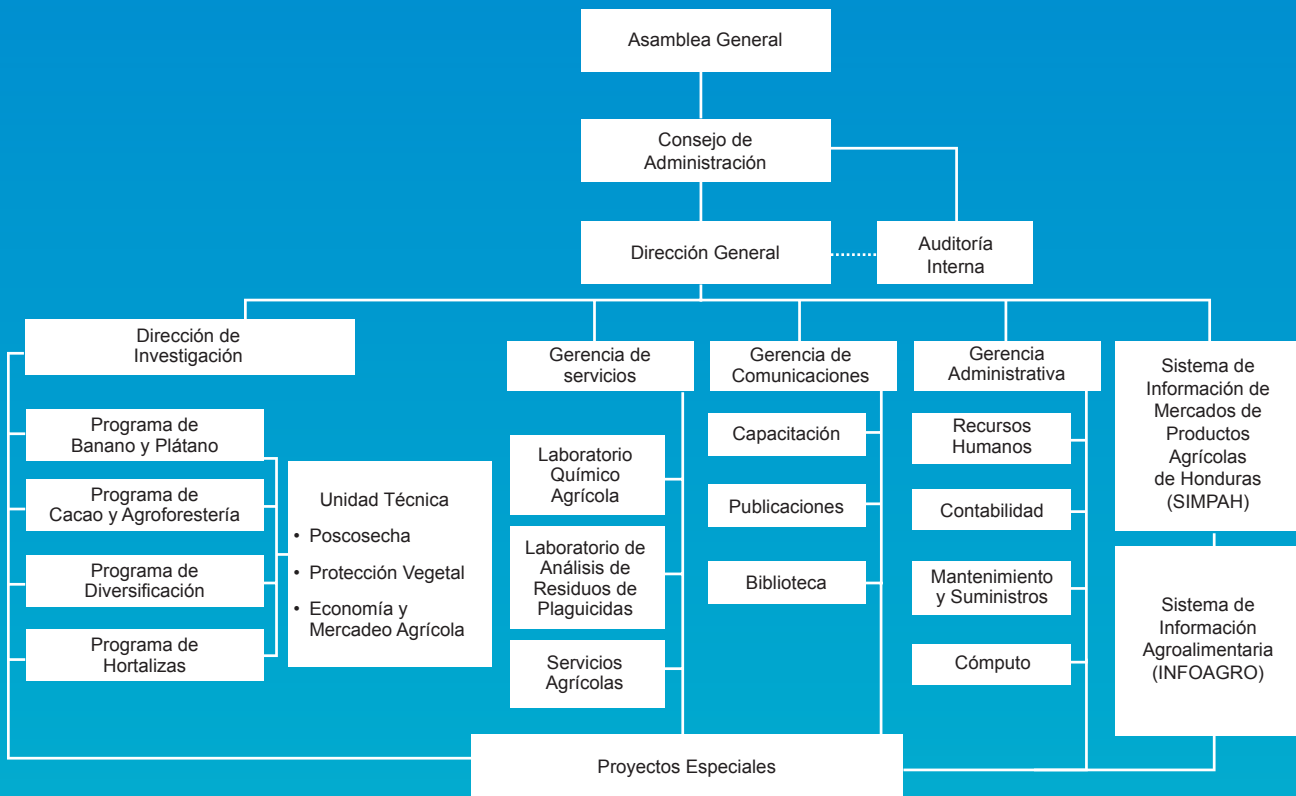 Asamblea General
Consejo de
Administración
Dirección General
Auditoría
Interna
Dirección de
Investigación
Programa de
Banano y Plátano
Programa de
Cacao y Agroforestería
Programa de
Diversificación
Programa de
Hortalizas
Unidad Técnica
• Poscosecha
• Protección Vegetal
• Economía y
Mercadeo Agrícola
Gerencia de
servicios
Laboratorio
Químico
Agrícola
Laboratorio de
Análisis de
Residuos de
Plaguicidas
Servicios
Agrícolas
Gerencia de
Comunicaciones
Capacitación
Publicaciones
Biblioteca
Gerencia
Administrativa
Recursos
Humanos
Contabilidad
Mantenimiento
y Suministros
Cómputo
Sistema de
Información de
Mercados de
Productos
Agrícolas
de Honduras
(SIMPAH)
Sistema de
Información
Agroalimentaria
(INFOAGRO)
Proyectos Especiales